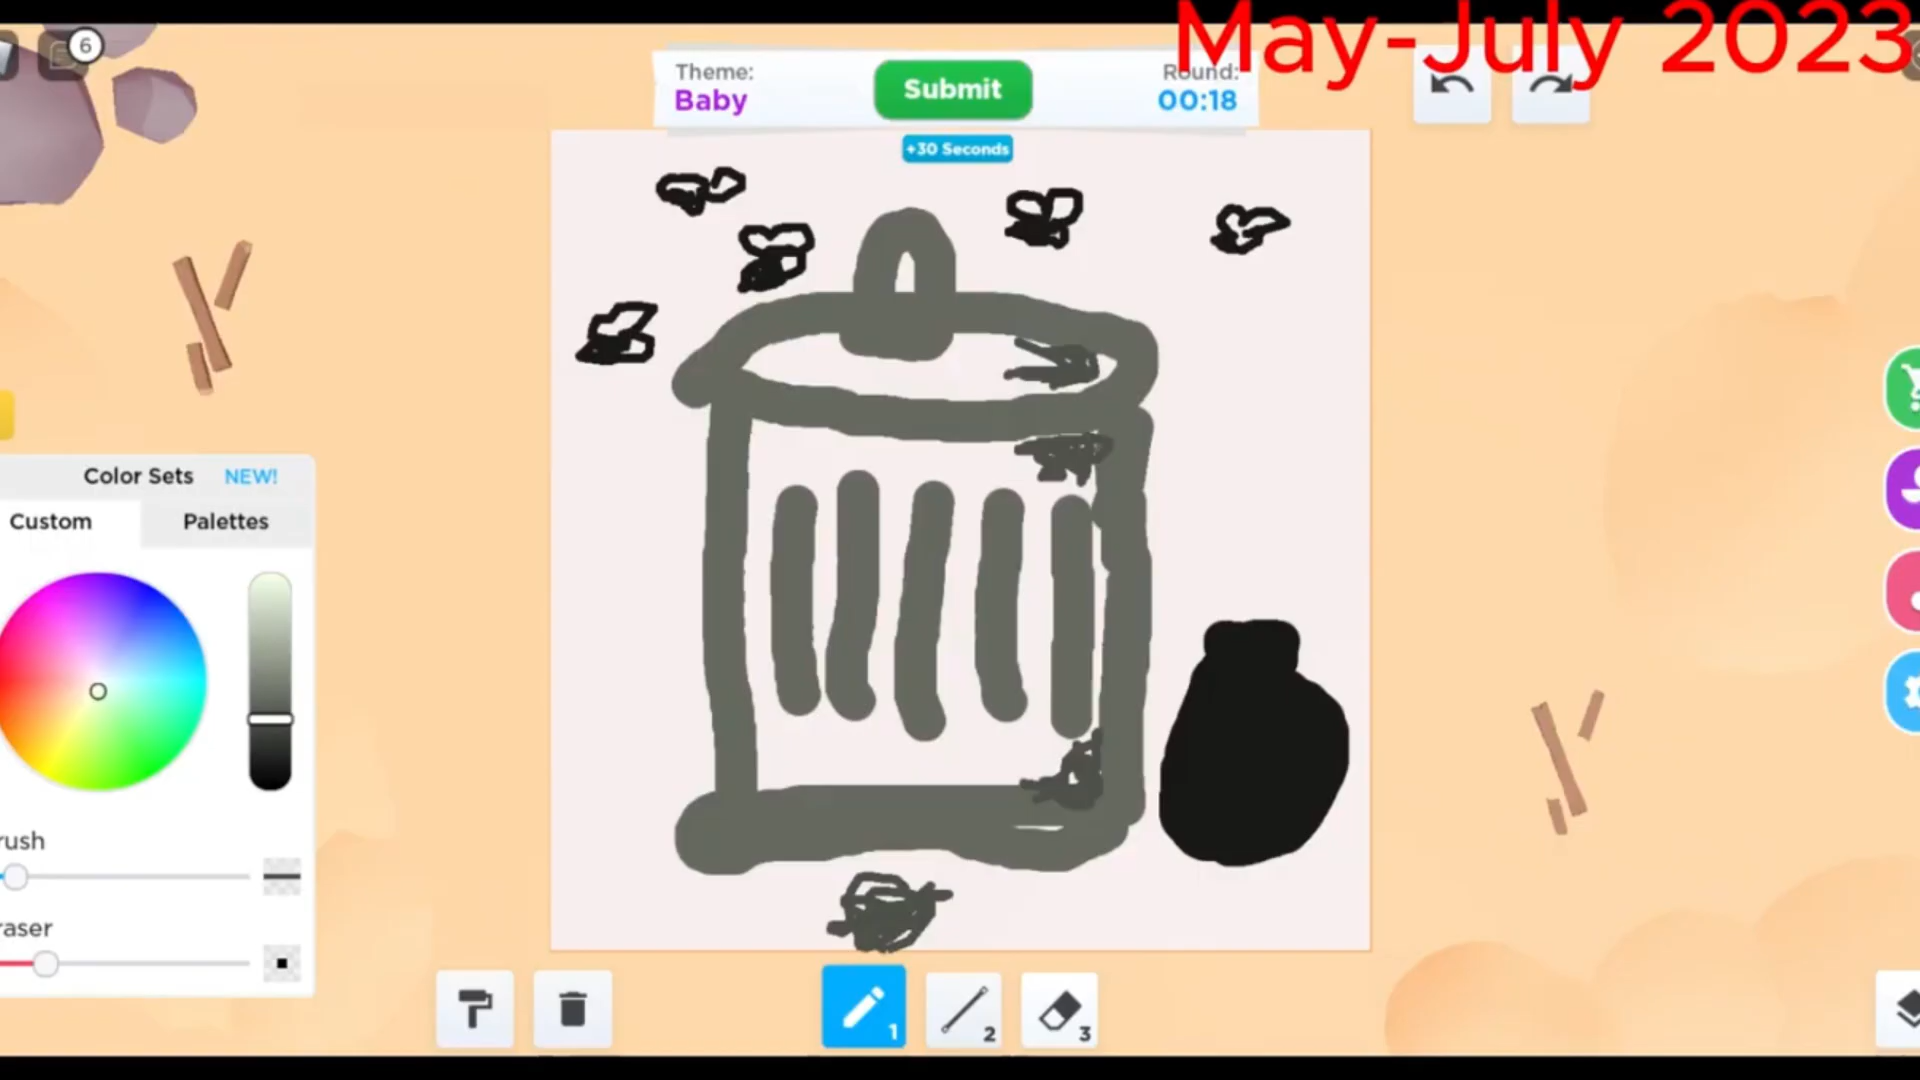 May-July 2023
6
Theme:
Baby
Submit
Round:
00:18
+30 Seconds
Color Sets NEW!
Custom Palettes
rush
raser
1
2
3